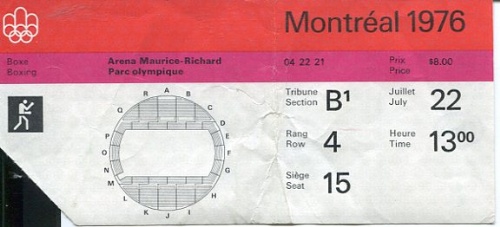 Montréal 1976
Boxe
Boxing
Arena Maurice-Richard
Parc olympique
04 22 21
Prix
Price
$8.00
Tribune
Section
B1
Juillet
July
22
Rang
Row
4
Heure
Time
1300
Siège
Seat
15
A
B
C
D
E
F
G
H
I
J
K
L
M
N
O
P
Q
R